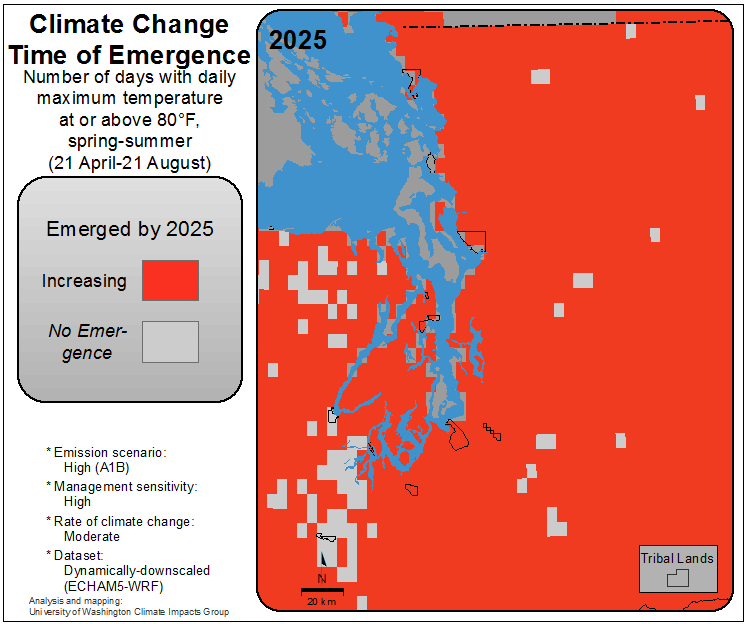 Climate Change
Time of Emergence
Number of days with daily
maximum temperature
at or above 80°F,
spring-summer
(21 April-21 August)
Emerged by 2025
Increasing
No Emer-
gence
* Emission scenario:
High (A1B)
* Management sensitivity:
High
* Rate of climate change:
Moderate
* Dataset:
Dynamically-downscaled
(ECHAM5-WRF)
Analysis and mapping:
University of Washington Climate Impacts Group
2025
N
20 km
Tribal Lands